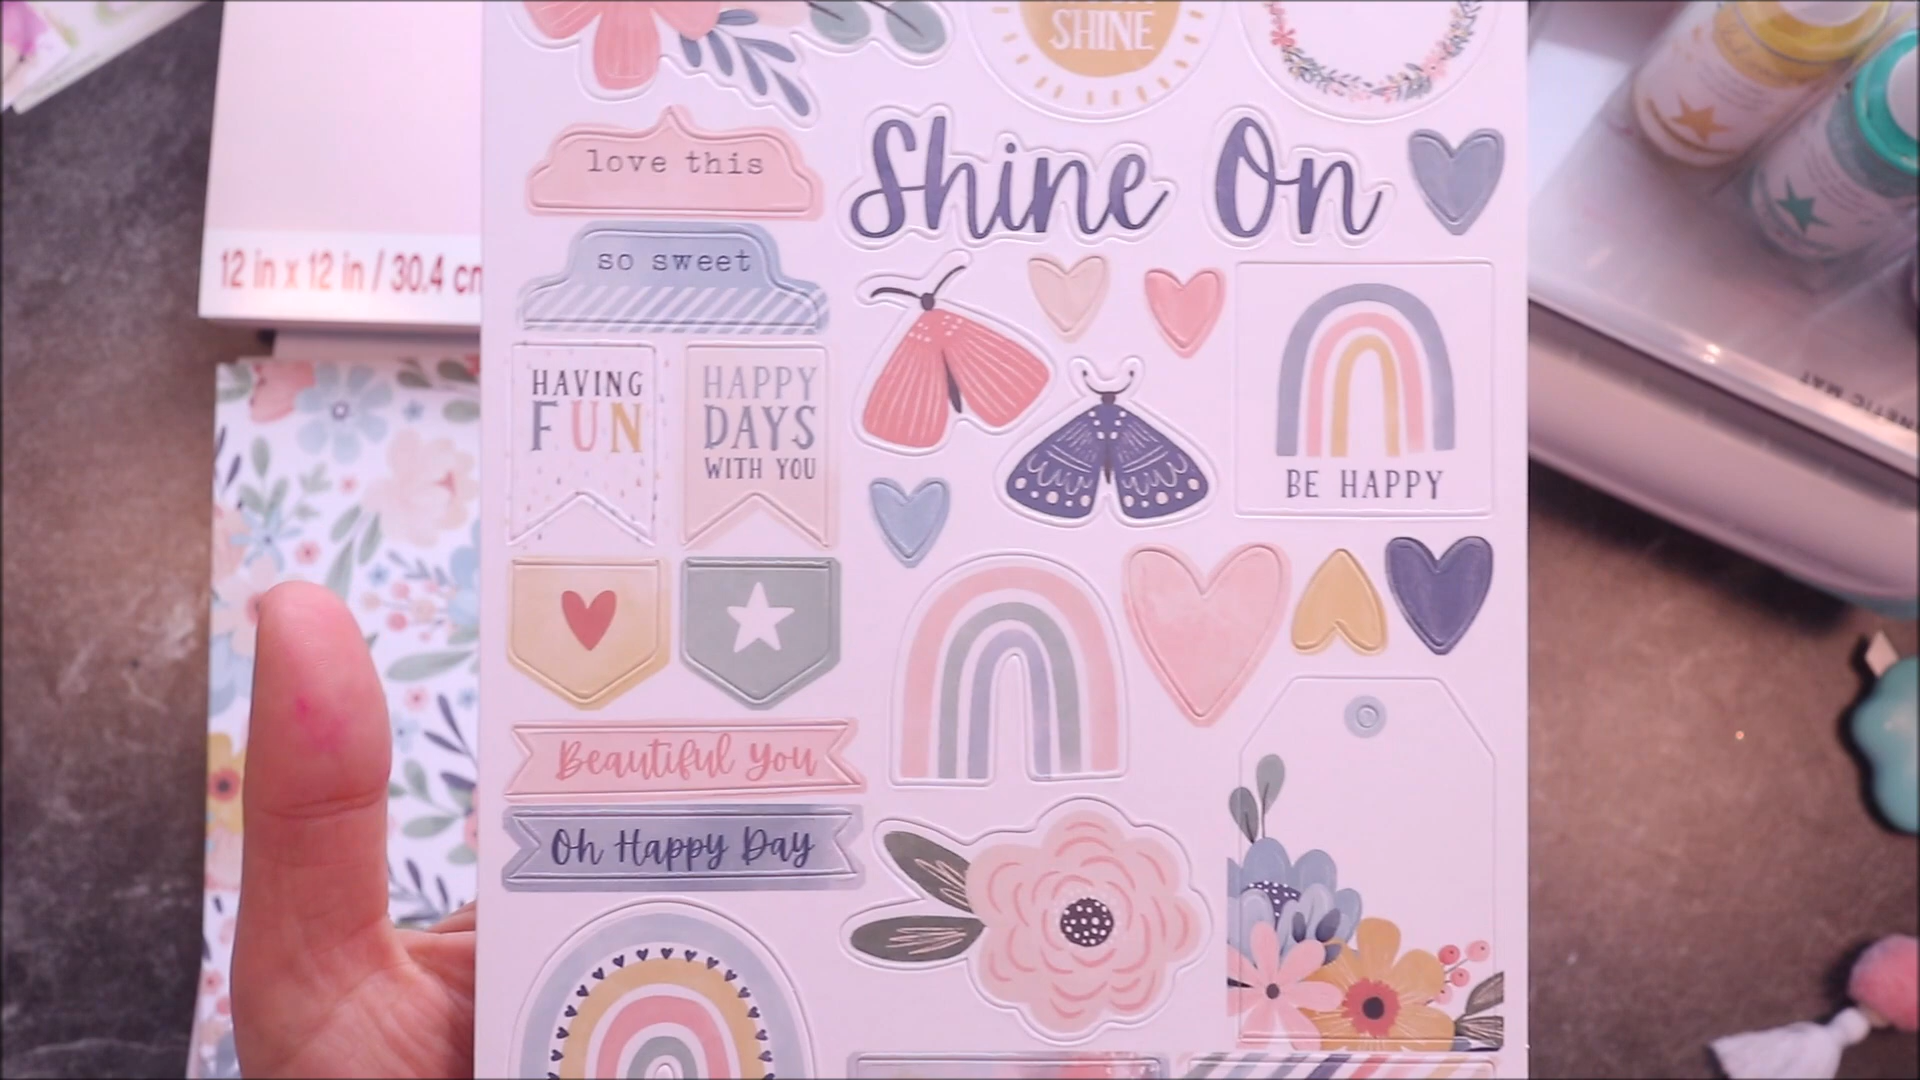 SHINE
love this
Shine On
so sweet
12 in x 12 in / 30.4 cm
HAVING
FUN
HAPPY
DAYS
WITH YOU
BE HAPPY
Beautiful You
Oh Happy Day